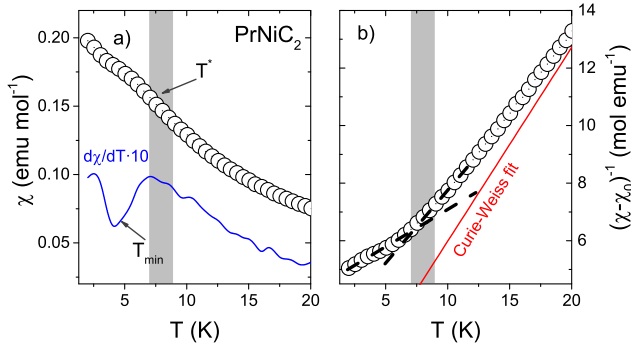 a) PrNiC₂
b)
T*
dχ/dT·10
T_min
Curie-Weiss fit
χ (emu mol⁻¹)
0.20
0.15
0.10
0.05
5 10 15 20
T (K)
5 10 15 20
T (K)
14
12
10
8
6
(χ-χ₀)⁻¹ (mol emu⁻¹)